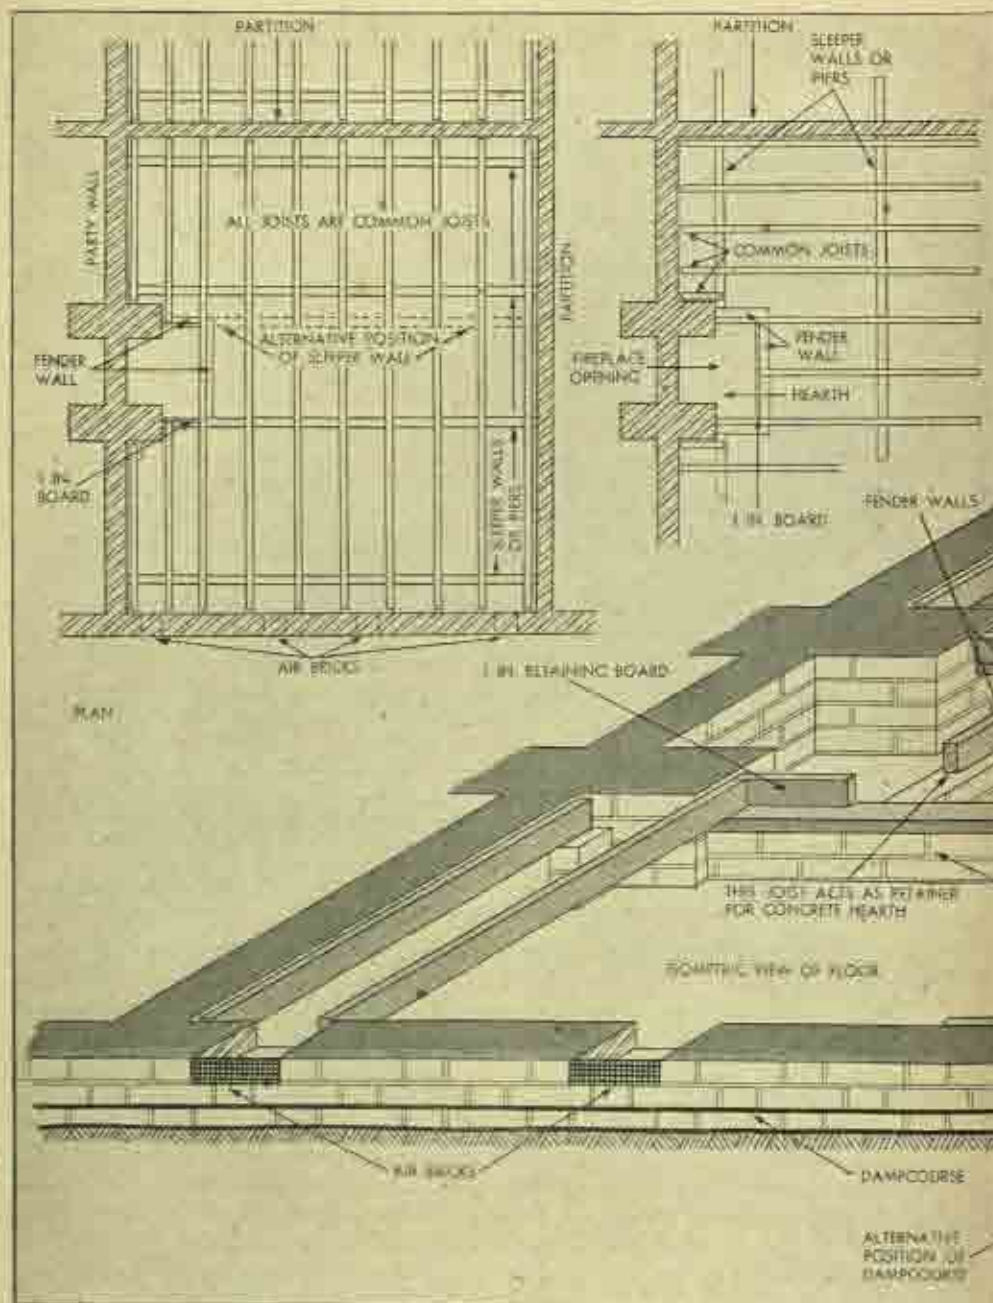 PARTITION
PARTITION
SLEEPER
WALLS OR
PIERS
PARTY WALL
ALL JOISTS ARE COMMON JOISTS
PARTITION
COMMON JOISTS
ALTERNATIVE POSITION
OF SLEEPER WALL
FENDER
WALL
FIREPLACE
OPENING
FENDER
WALL
HEARTH
1 IN.
BOARD
SLEEPER WALLS
OR PIERS
1 IN. BOARD
FENDER WALLS
AIR BRICKS
1 IN. RETAINING BOARD
PLAN
THIS JOIST ACTS AS RETAINER
FOR CONCRETE HEARTH
ISOMETRIC VIEW OF FLOOR
AIR BRICKS
DAMPCOURSE
ALTERNATIVE
POSITION OF
DAMPCOURSE